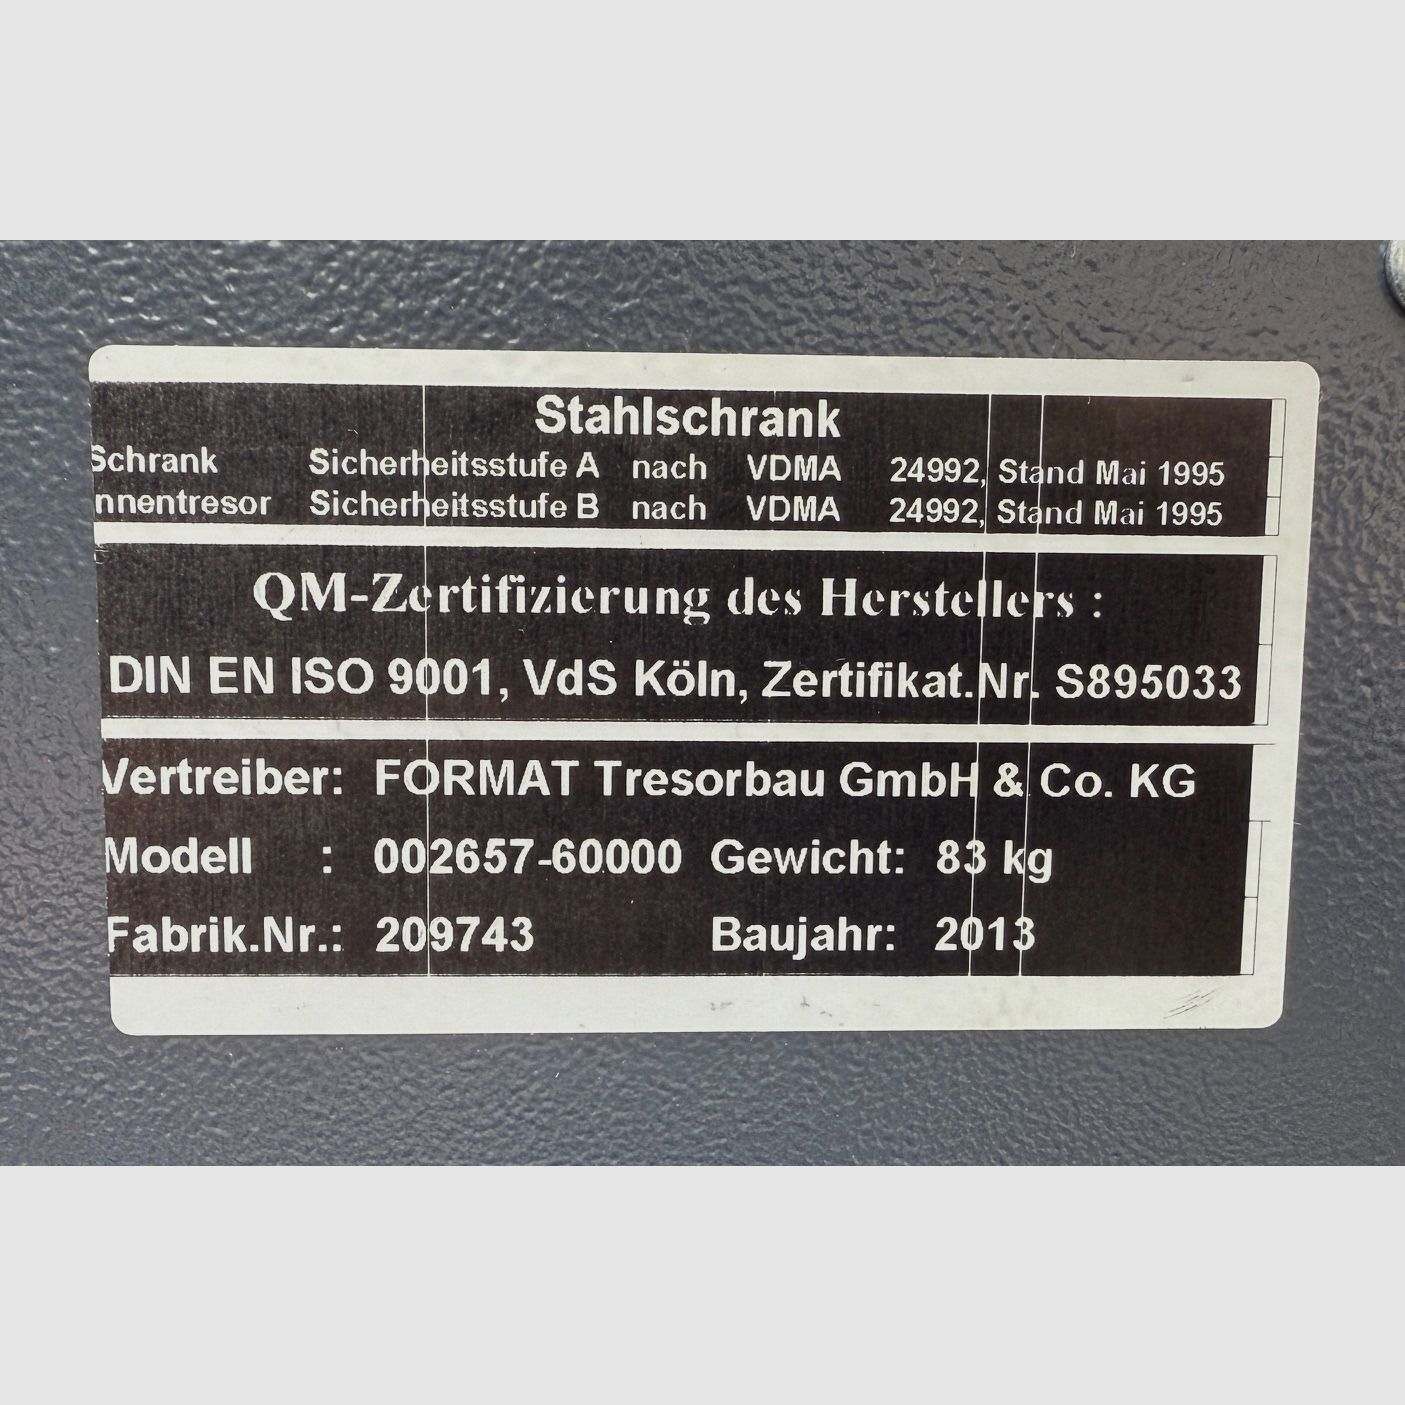 Stahlschrank
Schrank Sicherheitsstufe A nach VDMA 24992, Stand Mai 1995
nnentresor Sicherheitsstufe B nach VDMA 24992, Stand Mai 1995
QM-Zertifizierung des Herstellers :
DIN EN ISO 9001, VdS Köln, Zertifikat.Nr. S895033
Vertreiber: FORMAT Tresorbau GmbH & Co. KG
Modell : 002657-60000 Gewicht: 83 kg
Fabrik.Nr.: 209743 Baujahr: 2013